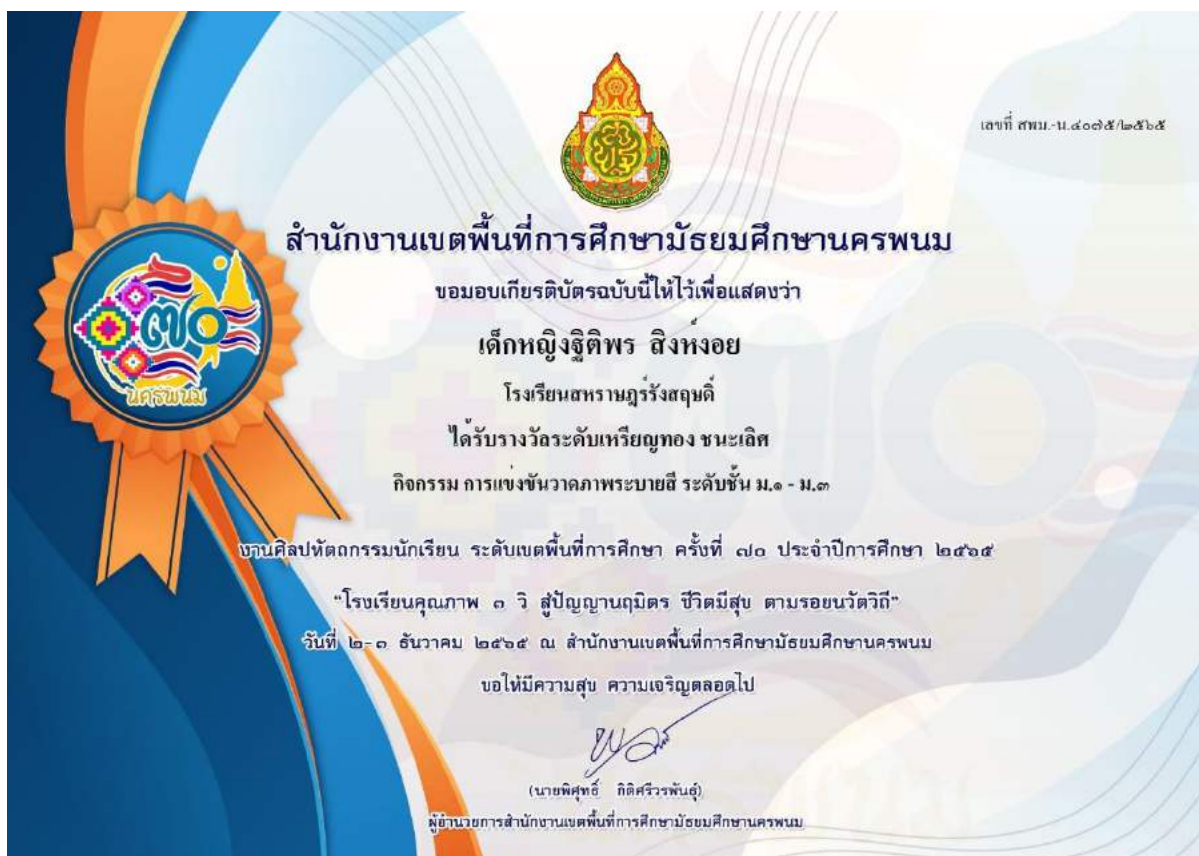 เลขที่ สพม.-น.๔๐๗๕/๒๕๖๕
สำนักงานเขตพื้นที่การศึกษามัธยมศึกษานครพนม
ขอมอบเกียรติบัตรฉบับนี้ให้ไว้เพื่อแสดงว่า
เด็กหญิงฐิติพร สิงห์งอย
โรงเรียนสหราษฎร์รังสฤษดิ์
ได้รับรางวัลระดับเหรียญทอง ชนะเลิศ
กิจกรรม การแข่งขันวาดภาพระบายสี ระดับชั้น ม.๑ - ม.๓
งานศิลปหัตถกรรมนักเรียน ระดับเขตพื้นที่การศึกษา ครั้งที่ ๗๐ ประจำปีการศึกษา ๒๕๖๕
"โรงเรียนคุณภาพ ๓ วิ สู่ปัญญานฤมิตร ชีวิตมีสุข ตามรอยนวัตวิถี"
วันที่ ๒-๓ ธันวาคม ๒๕๖๕ ณ สำนักงานเขตพื้นที่การศึกษามัธยมศึกษานครพนม
ขอให้มีความสุข ความเจริญตลอดไป
(นายพิศุทธิ์ กิติศรีวรพันธุ์)
ผู้อำนวยการสำนักงานเขตพื้นที่การศึกษามัธยมศึกษานครพนม
๗๐
นครพนม